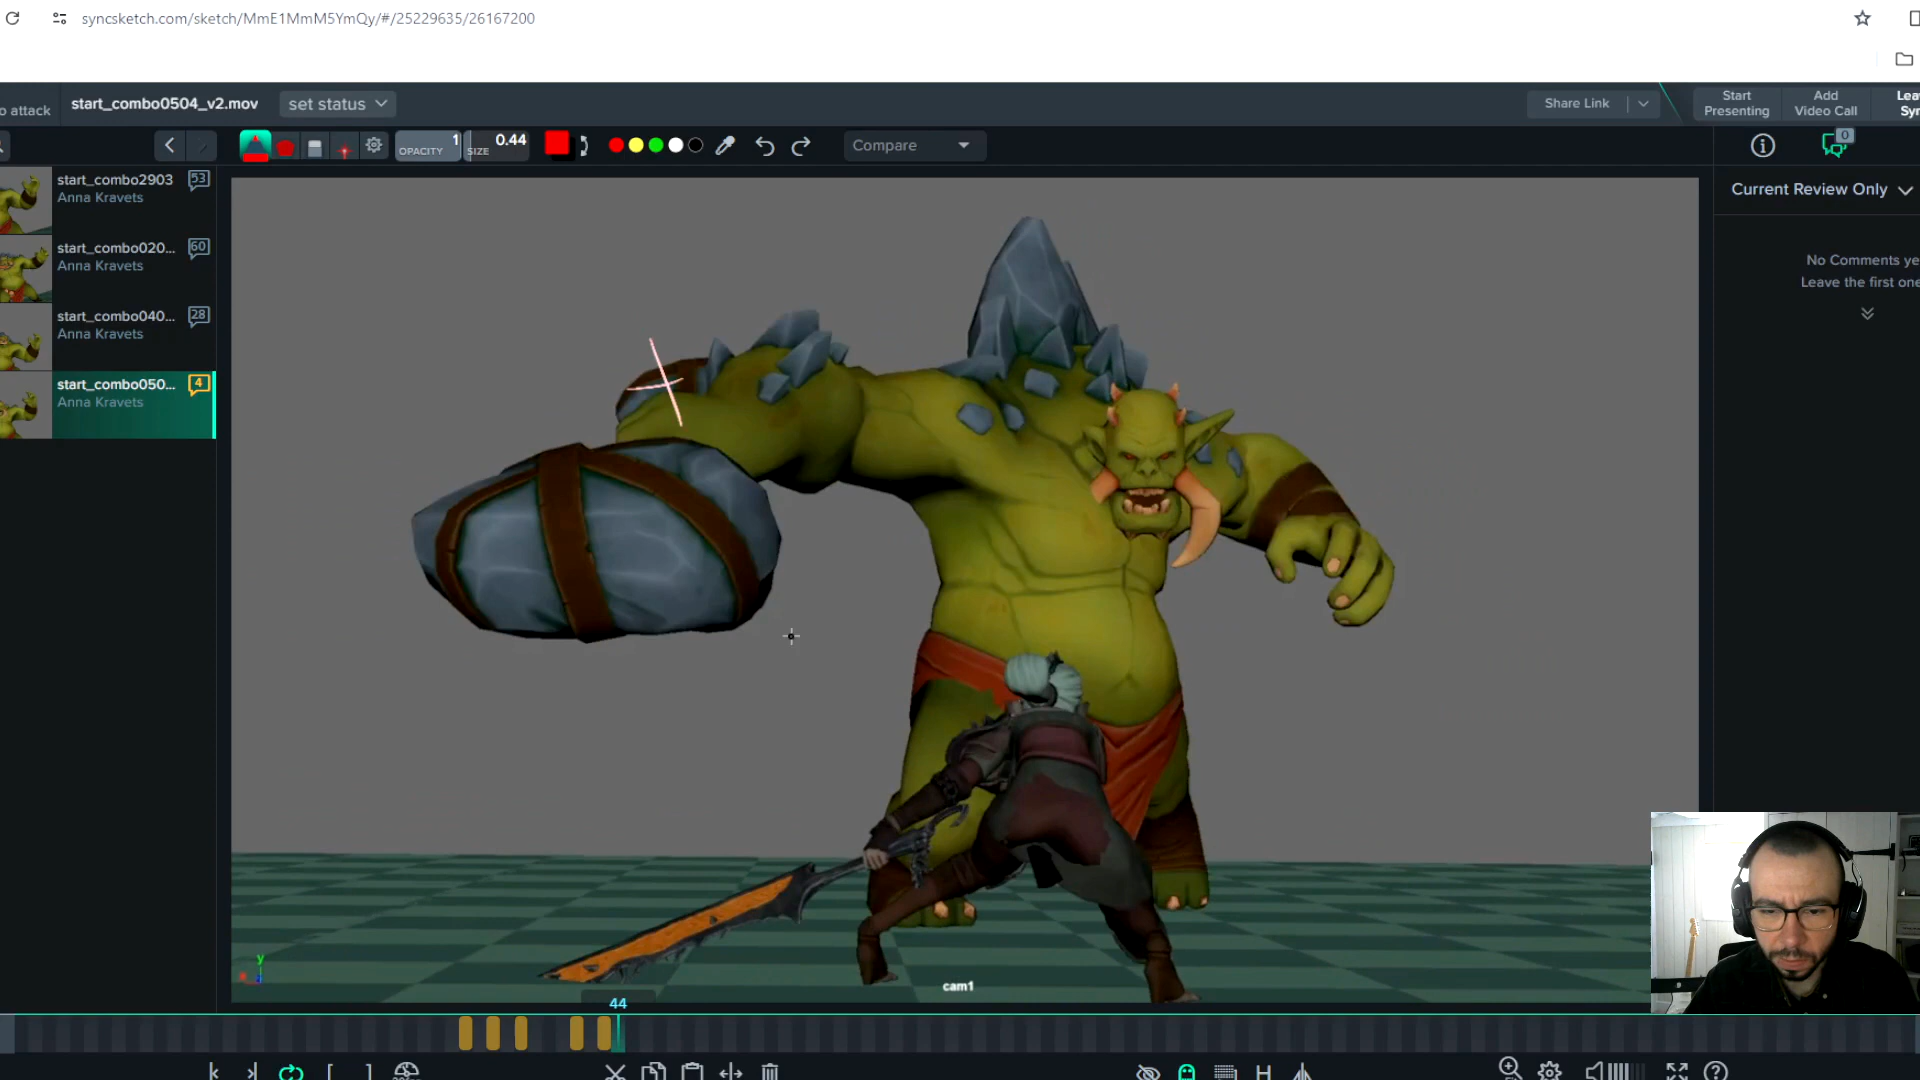 syncsketch.com/sketch/MmE1MmM5YmQy/#/25229635/26167200
o attack
start_combo0504_v2.mov
set status
Share Link
Start Presenting
Add Video Call
Lea
Syn
OPACITY 1
SIZE 0.44
Compare
0
start_combo2903
53
Anna Kravets
start_combo020...
60
Anna Kravets
start_combo040...
28
Anna Kravets
start_combo050...
4
Anna Kravets
Current Review Only
No Comments ye
Leave the first one
y
cam1
44
H